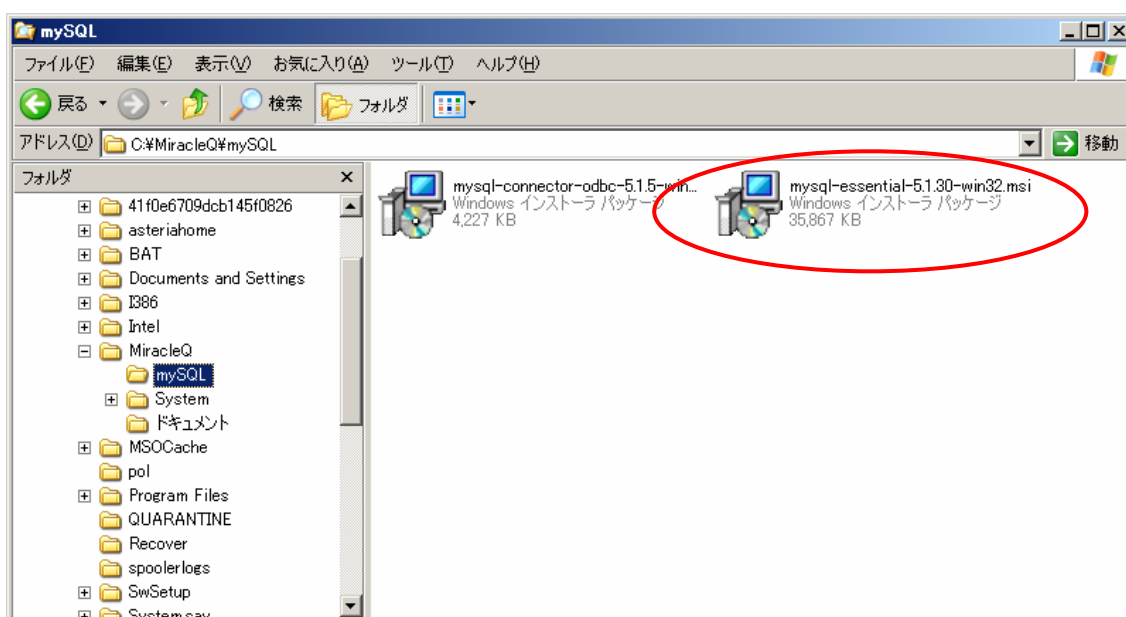 mySQL
ファイル(F) 編集(E) 表示(V) お気に入り(A) ツール(T) ヘルプ(H)
戻る 検索 フォルダ
アドレス(D) C:¥MiracleQ¥mySQL 移動
フォルダ
41f0e6709dcb145f0826
asteriahome
BAT
Documents and Settings
I386
Intel
MiracleQ
mySQL
System
ドキュメント
MSOCache
pol
Program Files
QUARANTINE
Recover
spoolerlogs
SwSetup
System.sav
mysql-connector-odbc-5.1.5-win...
Windows インストーラ パッケージ
4,227 KB
mysql-essential-5.1.30-win32.msi
Windows インストーラ パッケージ
35,867 KB